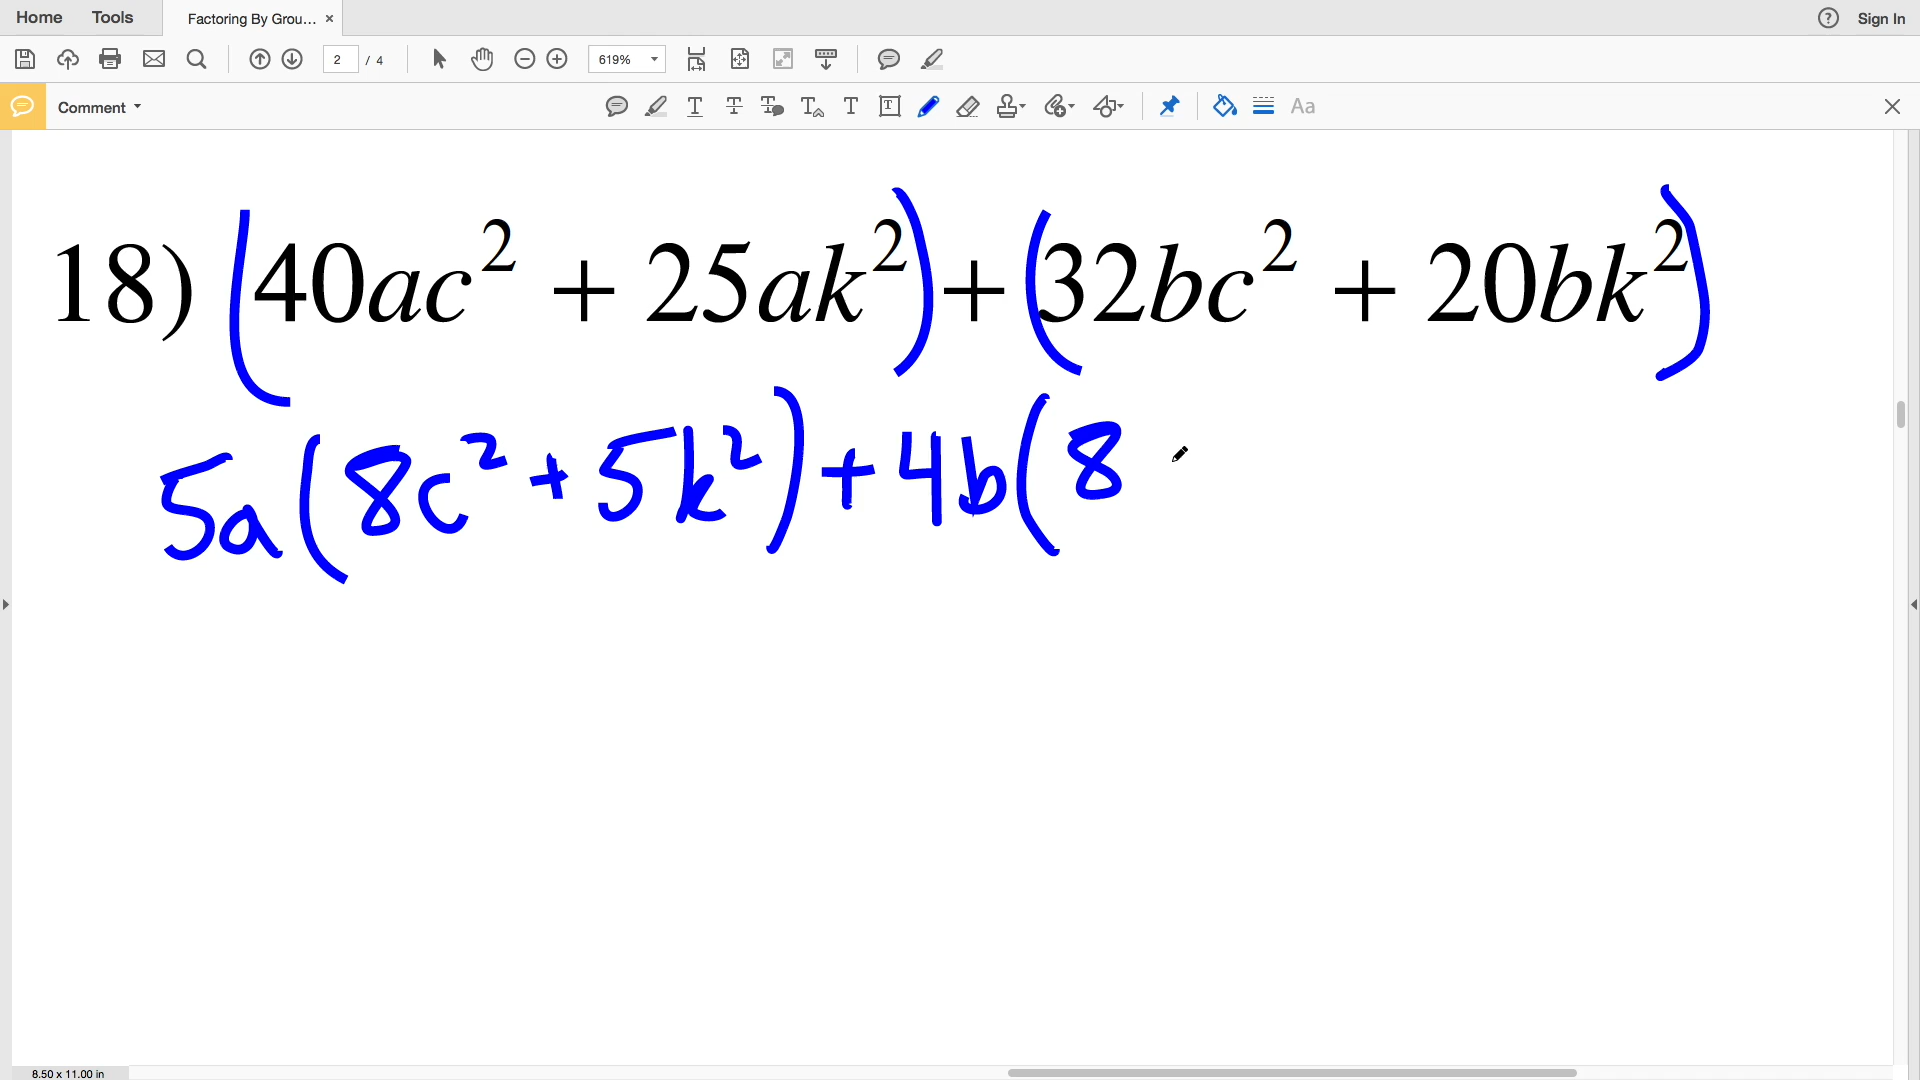 Home Tools Factoring By Grou... × ? Sign In
2 / 4 619%
Comment T T T T T T Aa
18) (40ac² + 25ak²) + (32bc² + 20bk²)
5a(8c² + 5k²) + 4b(8
8.50 x 11.00 in